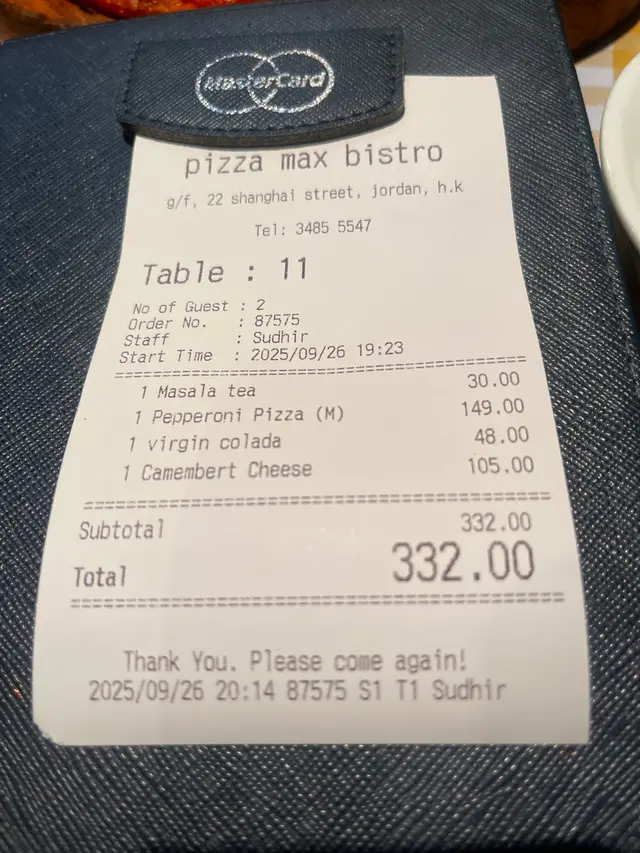 MasterCard
pizza max bistro
g/f, 22 shanghai street, jordan, h.k
Tel: 3485 5547
Table : 11
No of Guest : 2
Order No. : 87575
Staff : Sudhir
Start Time : 2025/09/26 19:23
================================================
1 Masala tea 30.00
1 Pepperoni Pizza (M) 149.00
1 virgin colada 48.00
1 Camembert Cheese 105.00
================================================
Subtotal 332.00
Total 332.00
================================================
Thank You. Please come again!
2025/09/26 20:14 87575 S1 T1 Sudhir